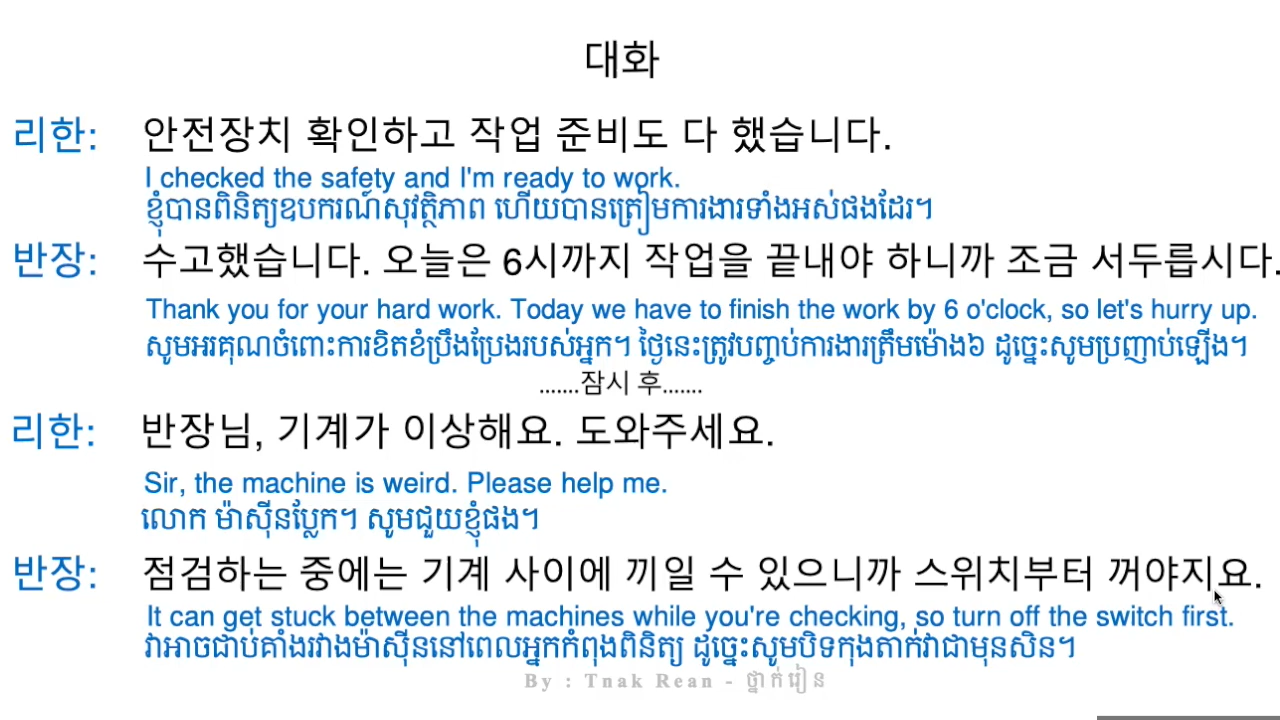 대화
리한: 안전장치 확인하고 작업 준비도 다 했습니다.
I checked the safety and I'm ready to work.
ខ្ញុំបានពិនិត្យឧបករណ៍សុវត្ថិភាព ហើយបានត្រៀមការងារទាំងអស់ផងដែរ។
반장: 수고했습니다. 오늘은 6시까지 작업을 끝내야 하니까 조금 서두릅시다.
Thank you for your hard work. Today we have to finish the work by 6 o'clock, so let's hurry up.
សូមអរគុណចំពោះការខិតខំប្រឹងប្រែងរបស់អ្នក។ ថ្ងៃនេះត្រូវបញ្ចប់ការងារត្រឹមម៉ោង៦ ដូច្នេះសូមប្រញាប់ឡើង។
.......잠시 후.......
리한: 반장님, 기계가 이상해요. 도와주세요.
Sir, the machine is weird. Please help me.
លោក ម៉ាស៊ីនប្លែក។ សូមជួយខ្ញុំផង។
반장: 점검하는 중에는 기계 사이에 끼일 수 있으니까 스위치부터 꺼야지요.
It can get stuck between the machines while you're checking, so turn off the switch first.
វាអាចជាប់គាំងរវាងម៉ាស៊ីននៅពេលអ្នកកំពុងពិនិត្យ ដូច្នេះសូមបិទកុងតាក់វាជាមុនសិន។
By : Tnak Rean - ថ្នាក់រៀន